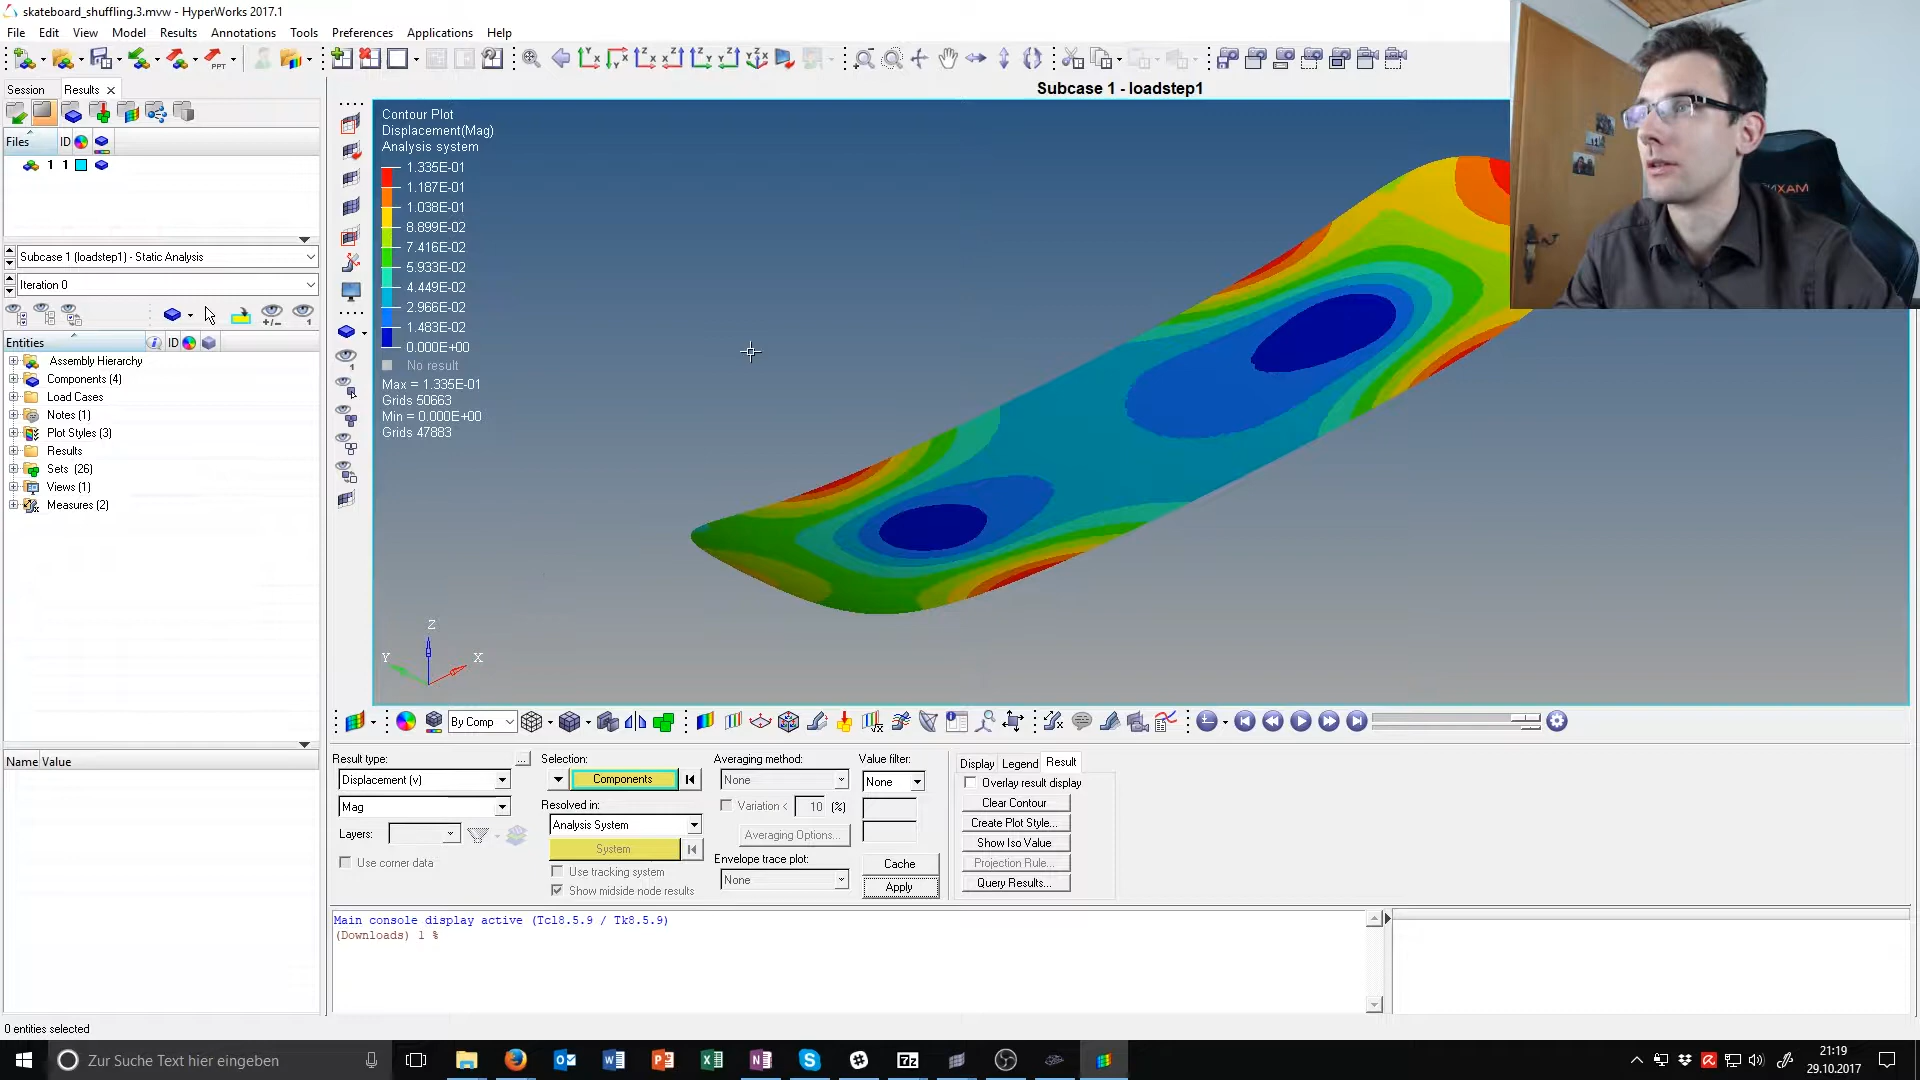 skateboard_shuffling.3.mvw - HyperWorks 2017.1
File Edit View Model Results Annotations Tools Preferences Applications Help
PPT
Session Results
Subcase 1 - loadstep1
Files ID
1 1
Subcase 1 (loadstep1) - Static Analysis
Iteration 0
Entities ID
Assembly Hierarchy
Components (4)
Load Cases
Notes (1)
Plot Styles (3)
Results
Sets (26)
Views (1)
Measures (2)
Name Value
Contour Plot
Displacement(Mag)
Analysis system
1.335E-01
1.187E-01
1.038E-01
8.899E-02
7.416E-02
5.933E-02
4.449E-02
2.966E-02
1.483E-02
0.000E+00
No result
Max = 1.335E-01
Grids 50663
Min = 0.000E+00
Grids 47883
Z
Y X
By Comp
Result type:
Displacement (v)
Mag
Layers:
Use corner data
Selection:
Components
Resolved in:
Analysis System
System
Use tracking system
Show midside node results
Averaging method:
None
Variation < 10 (%)
Averaging Options...
Envelope trace plot:
None
Value filter:
None
Cache
Apply
Display Legend Result
Overlay result display
Clear Contour
Create Plot Style...
Show Iso Value
Projection Rule...
Query Results...
Main console display active (Tcl8.5.9 / Tk8.5.9)
(Downloads) 1 %
0 entities selected
Zur Suche Text hier eingeben
21:19
29.10.2017